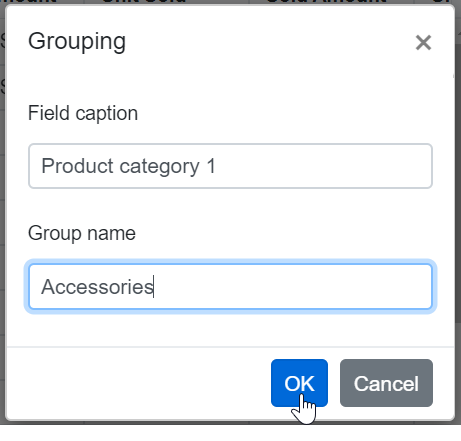 Grouping
×
Field caption
Product category 1
Group name
Accessories
OK
Cancel